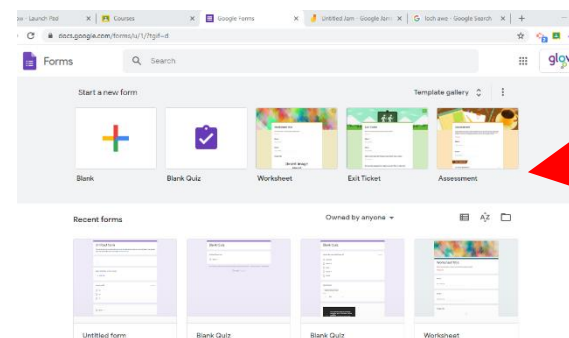 Launch Pad Courses Google Forms Untitled Jam - Google Jam loch awe - Google Search
docs.google.com/forms/u/1/?tgif=d
Forms Search glow
Start a new form Template gallery
Blank Blank Quiz Worksheet Exit Ticket Assessment
Recent forms Owned by anyone AZ
Untitled form Blank Quiz Blank Quiz Worksheet